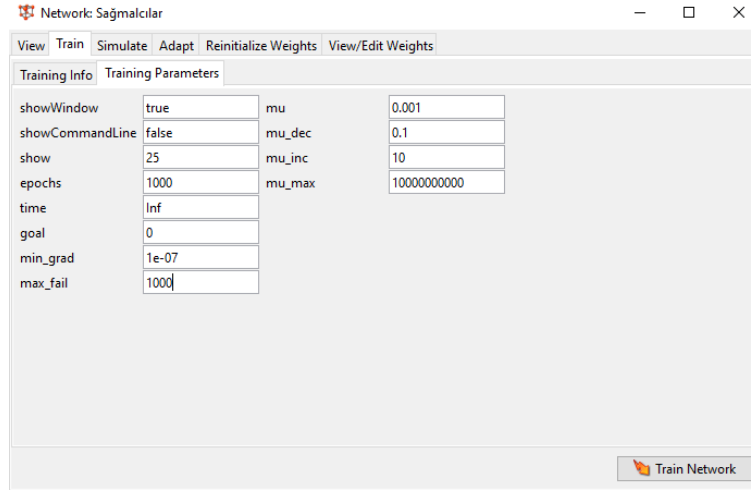 Network: Sağmalcılar
View Train Simulate Adapt Reinitialize Weights View/Edit Weights
Training Info Training Parameters
showWindow true mu 0.001
showCommandLine false mu_dec 0.1
show 25 mu_inc 10
epochs 1000 mu_max 10000000000
time Inf
goal 0
min_grad 1e-07
max_fail 1000
Train Network